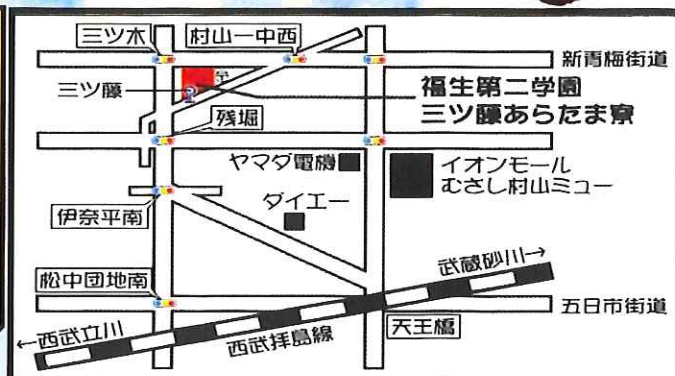 三ツ木
村山一中西
新青梅街道
三ツ藤
福生第二学園
三ツ藤あらたま寮
残堀
ヤマダ電機
イオンモール
むさし村山ミュー
ダイエー
伊奈平南
武蔵砂川→
松中団地南
五日市街道
←西武立川
西武拝島線
天王橋